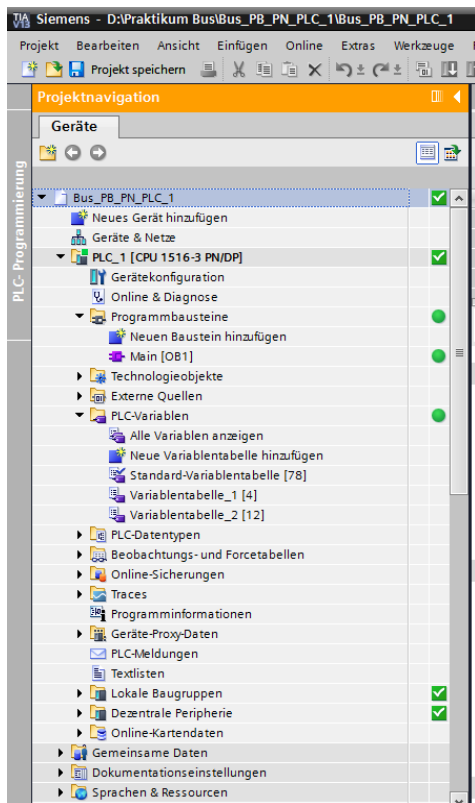 TIA V13 Siemens - D:\Praktikum Bus\Bus_PB_PN_PLC_1\Bus_PB_PN_PLC_1
Projekt Bearbeiten Ansicht Einfügen Online Extras Werkzeuge
Projekt speichern
Projektnavigation
Geräte
PLC- Programmierung
Bus_PB_PN_PLC_1
Neues Gerät hinzufügen
Geräte & Netze
PLC_1 [CPU 1516-3 PN/DP]
Gerätekonfiguration
Online & Diagnose
Programmbausteine
Neuen Baustein hinzufügen
Main [OB1]
Technologieobjekte
Externe Quellen
PLC-Variablen
Alle Variablen anzeigen
Neue Variablentabelle hinzufügen
Standard-Variablentabelle [78]
Variablentabelle_1 [4]
Variablentabelle_2 [12]
PLC-Datentypen
Beobachtungs- und Forcetabellen
Online-Sicherungen
Traces
Programminformationen
Geräte-Proxy-Daten
PLC-Meldungen
Textlisten
Lokale Baugruppen
Dezentrale Peripherie
Online-Kartendaten
Gemeinsame Daten
Dokumentationseinstellungen
Sprachen & Ressourcen